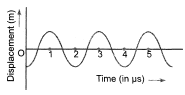 Displacement (m)
O
1 2 3 4 5
Time (in μs)